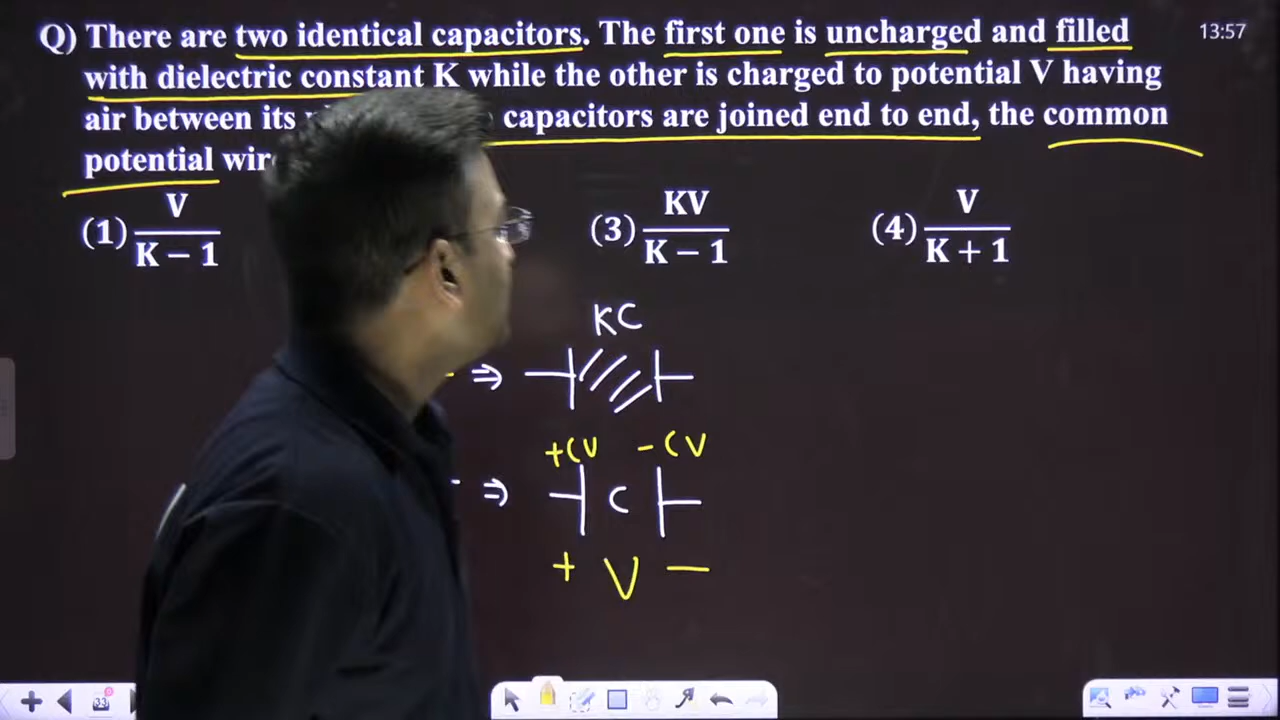 Q) There are two identical capacitors. The first one is uncharged and filled
13:57
with dielectric constant K while the other is charged to potential V having
air between its capacitors are joined end to end, the common
potential
(1) V / K − 1
(3) KV / K − 1
(4) V / K + 1
KC
⇒
+CV − CV
⇒ C
+ V −
33